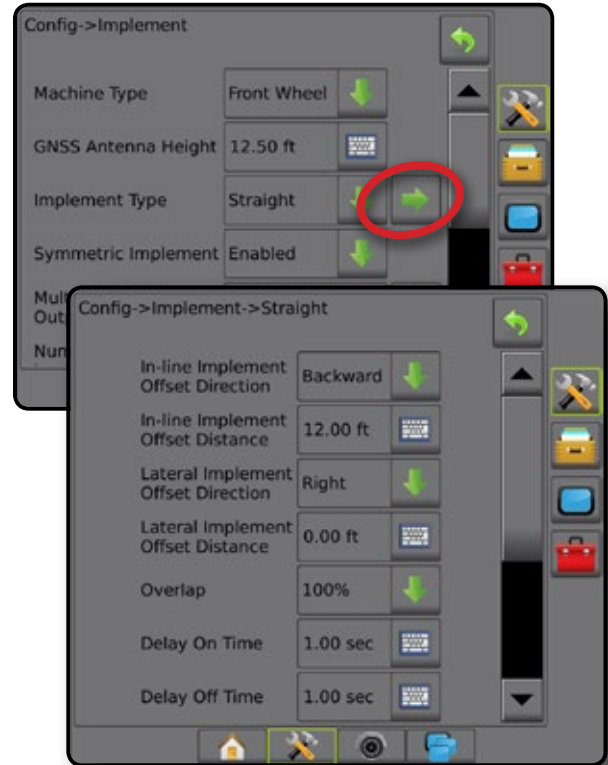 Config->Implement
Machine Type Front Wheel
GNSS Antenna Height 12.50 ft
Implement Type Straight
Symmetric Implement Enabled
Config->Implement->Straight
In-line Implement
Offset Direction Backward
In-line Implement
Offset Distance 12.00 ft
Lateral Implement
Offset Direction Right
Lateral Implement
Offset Distance 0.00 ft
Overlap 100%
Delay On Time 1.00 sec
Delay Off Time 1.00 sec